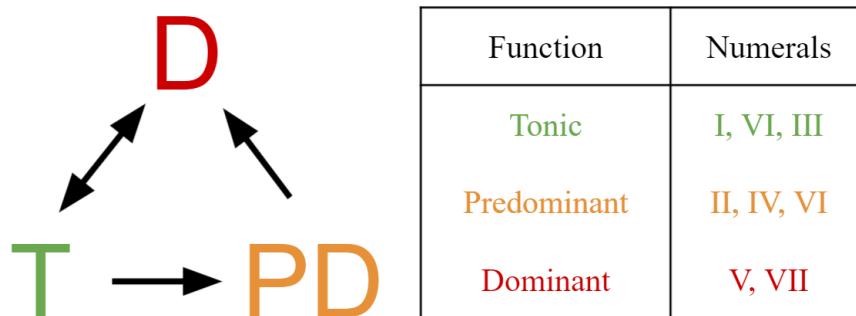 D
T PD
Function Numerals
Tonic I, VI, III
Predominant II, IV, VI
Dominant V, VII